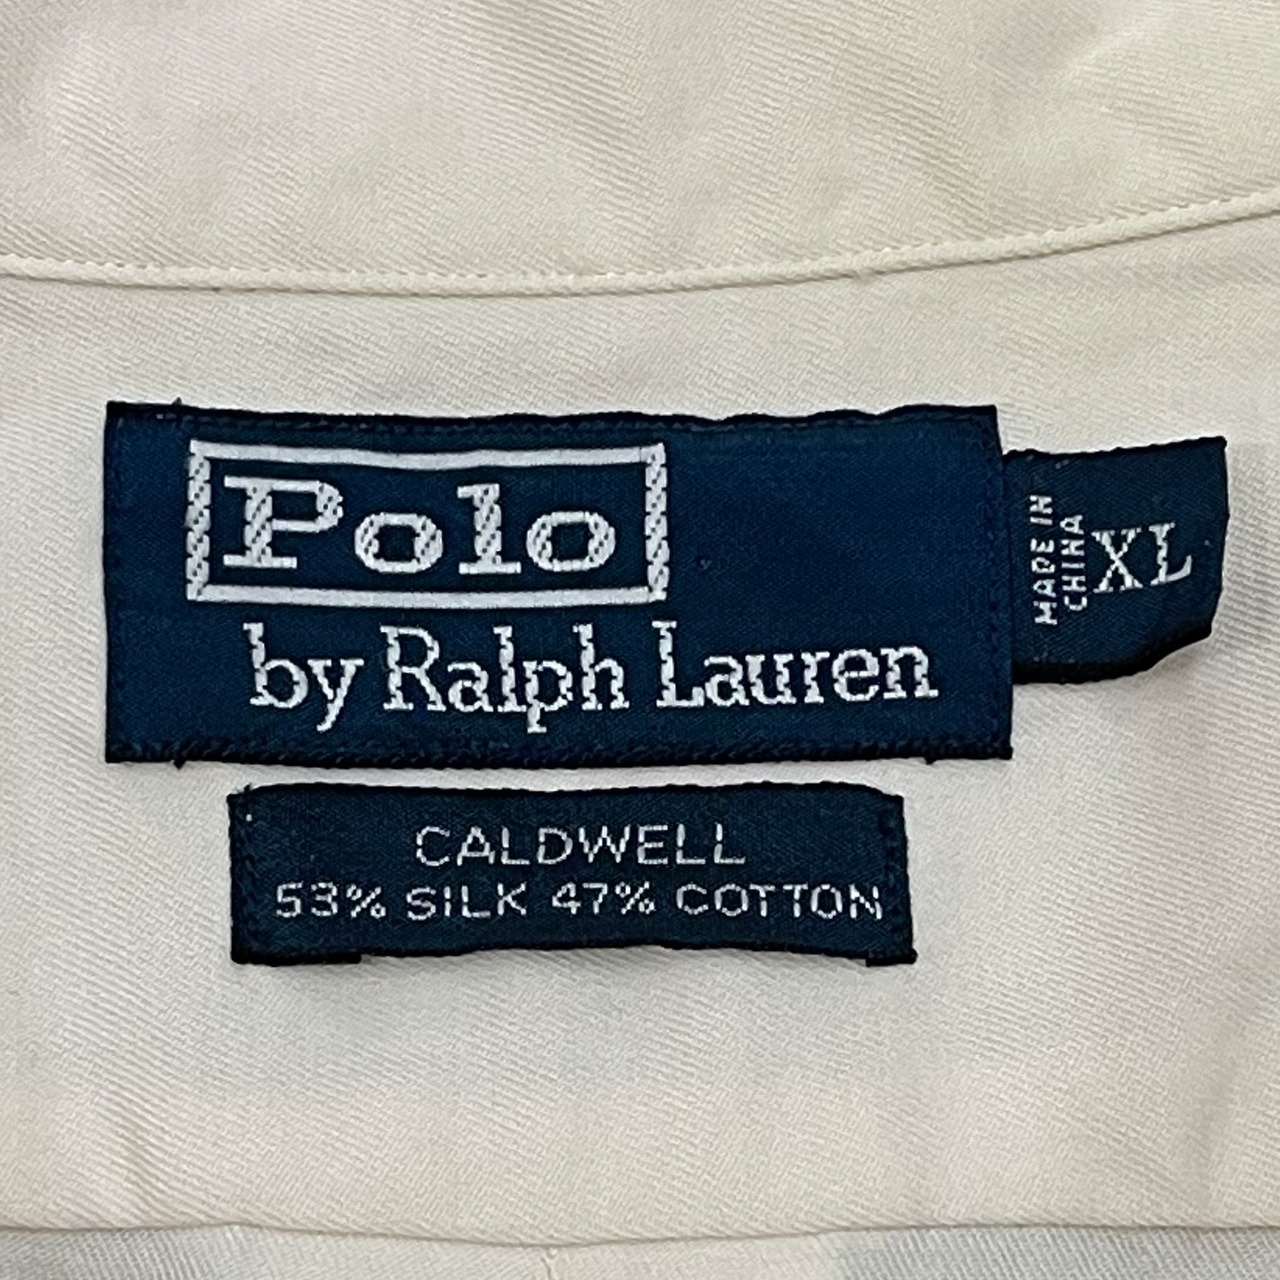 Polo
by Ralph Lauren
MADE IN
CHINA
XL
CALDWELL
53% SILK 47% COTTON